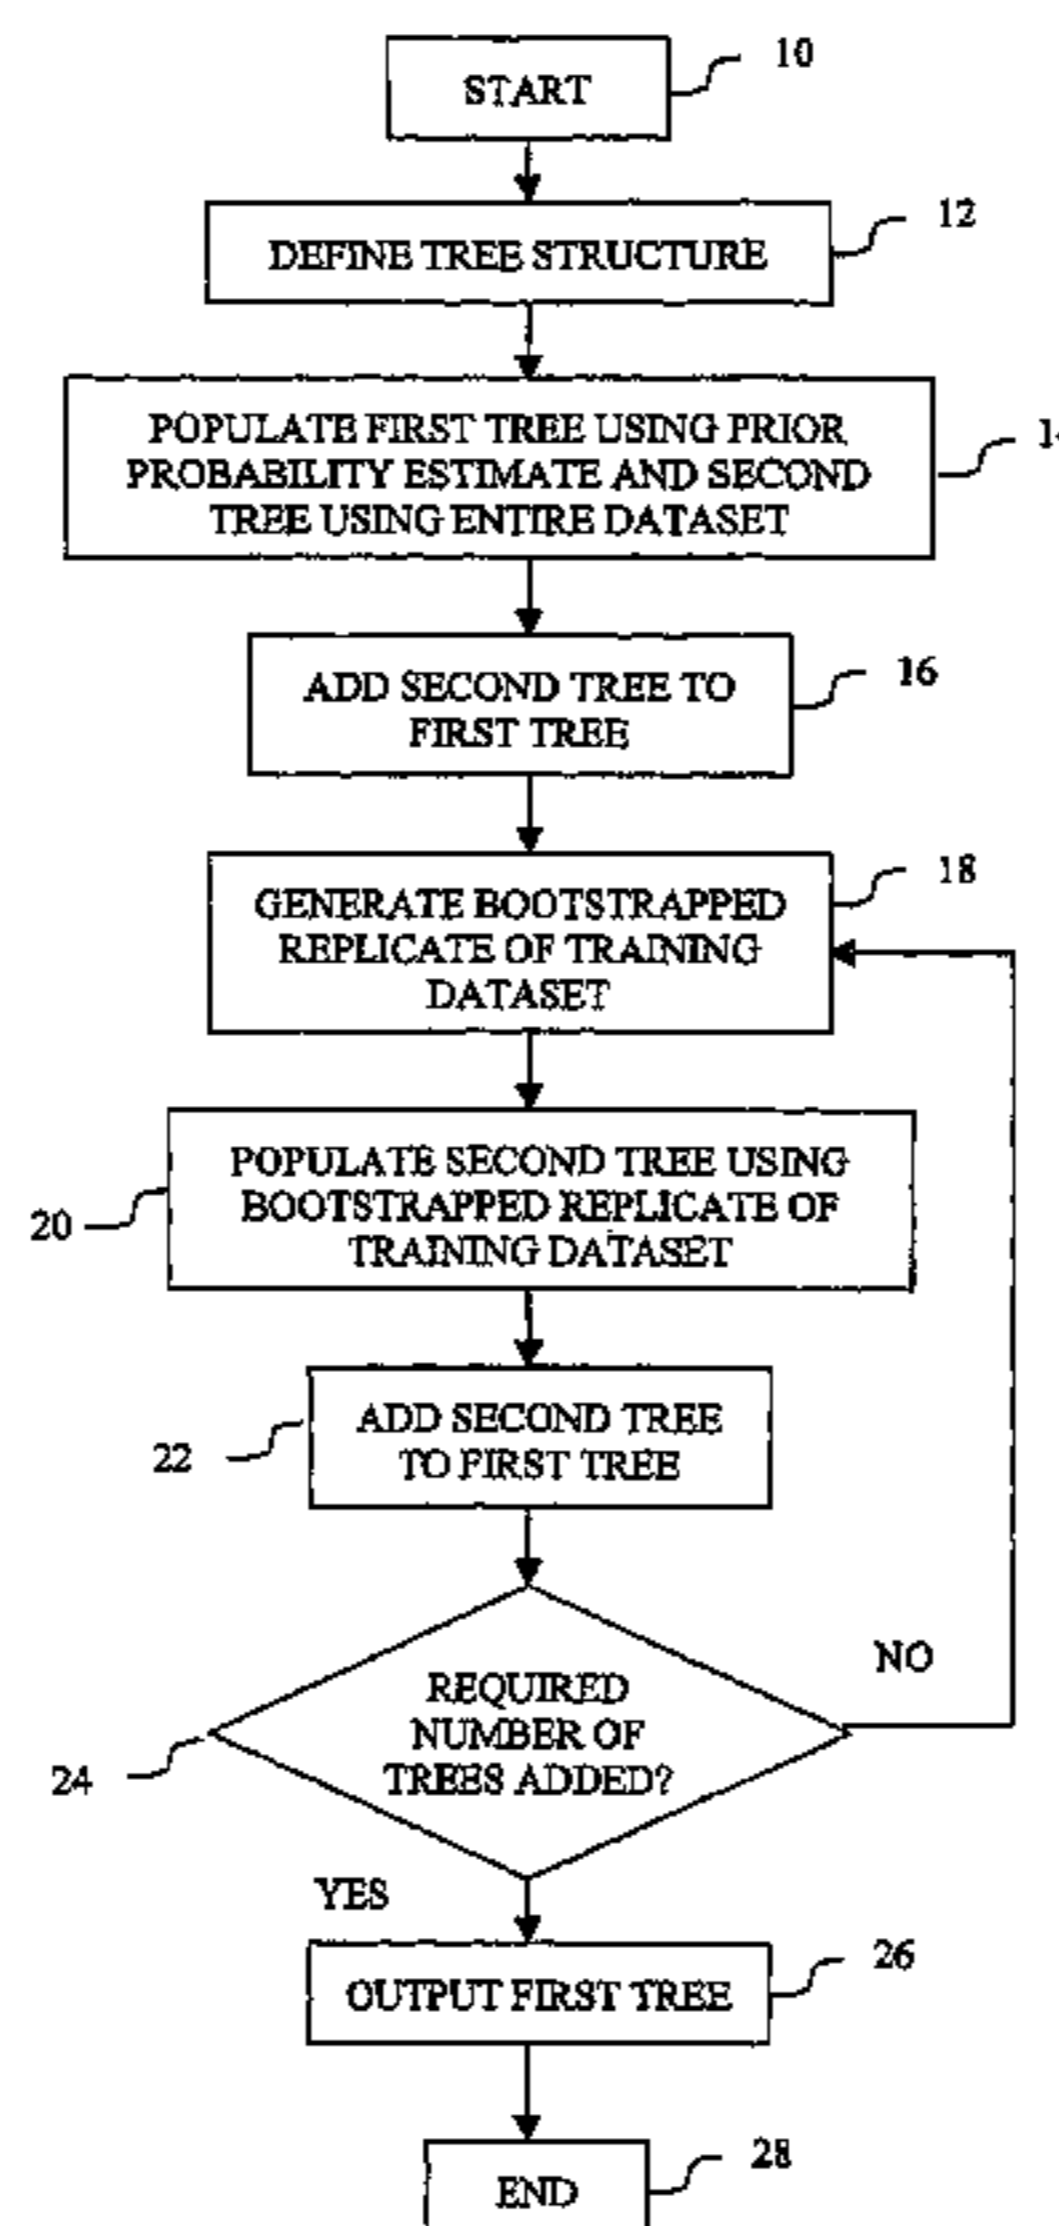 10
START
12
DEFINE TREE STRUCTURE
POPULATE FIRST TREE USING PRIOR
PROBABILITY ESTIMATE AND SECOND
TREE USING ENTIRE DATASET
16
ADD SECOND TREE TO
FIRST TREE
18
GENERATE BOOTSTRAPPED
REPLICATE OF TRAINING
DATASET
20
POPULATE SECOND TREE USING
BOOTSTRAPPED REPLICATE OF
TRAINING DATASET
22
ADD SECOND TREE
TO FIRST TREE
NO
24
REQUIRED
NUMBER OF
TREES ADDED?
YES
26
OUTPUT FIRST TREE
28
END